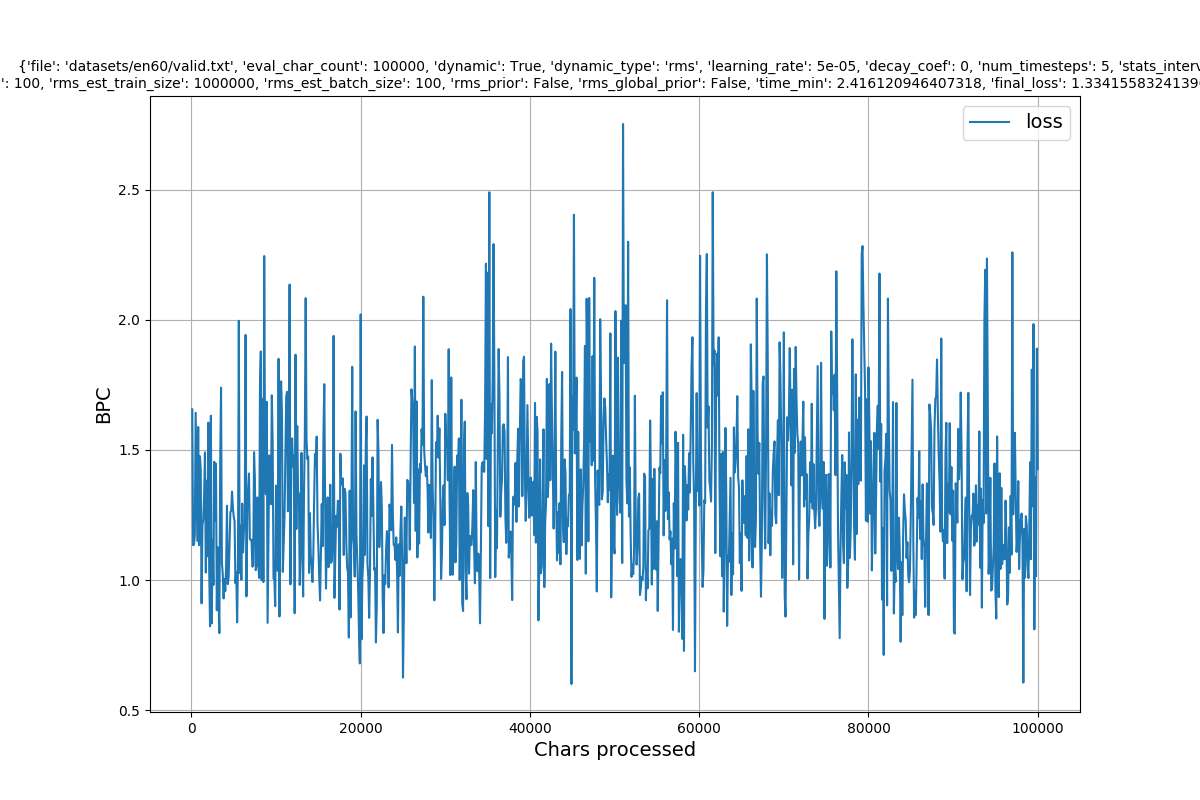 {'file': 'datasets/en60/valid.txt', 'eval_char_count': 100000, 'dynamic': True, 'dynamic_type': 'rms', 'learning_rate': 5e-05, 'decay_coef': 0, 'num_timesteps': 5, 'stats_interv
': 100, 'rms_est_train_size': 1000000, 'rms_est_batch_size': 100, 'rms_prior': False, 'rms_global_prior': False, 'time_min': 2.416120946407318, 'final_loss': 1.3341558324139
loss
2.5
2.0
1.5
1.0
0.5
BPC
0 20000 40000 60000 80000 100000
Chars processed